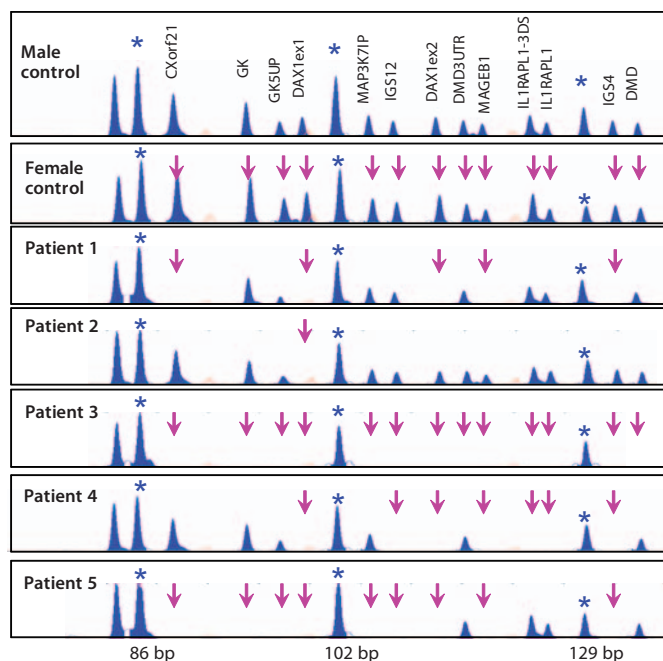 Male
control
*
CXorf21
GK
GK5UP
DAX1ex1
*
MAP3K7IP
IGS12
DAX1ex2
DMD3UTR
MAGEB1
IL1RAPL1-3DS
IL1RAPL1
*
IGS4
DMD
Female
control
* * *
Patient 1
* * *
Patient 2
* * *
Patient 3
* * *
Patient 4
* * *
Patient 5
* * *
86 bp 102 bp 129 bp